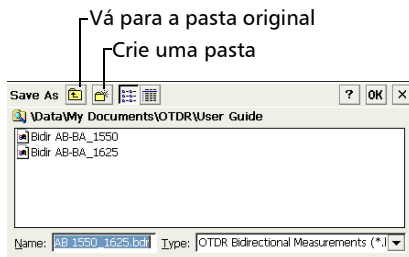 Vá para a pasta original
Crie uma pasta
Save As ? OK ×
\Data\My Documents\OTDR\User Guide
Bidir AB-BA_1550
Bidir AB-BA_1625
Name: AB 1550_1625.bdr Type: OTDR Bidirectional Measurements (*.